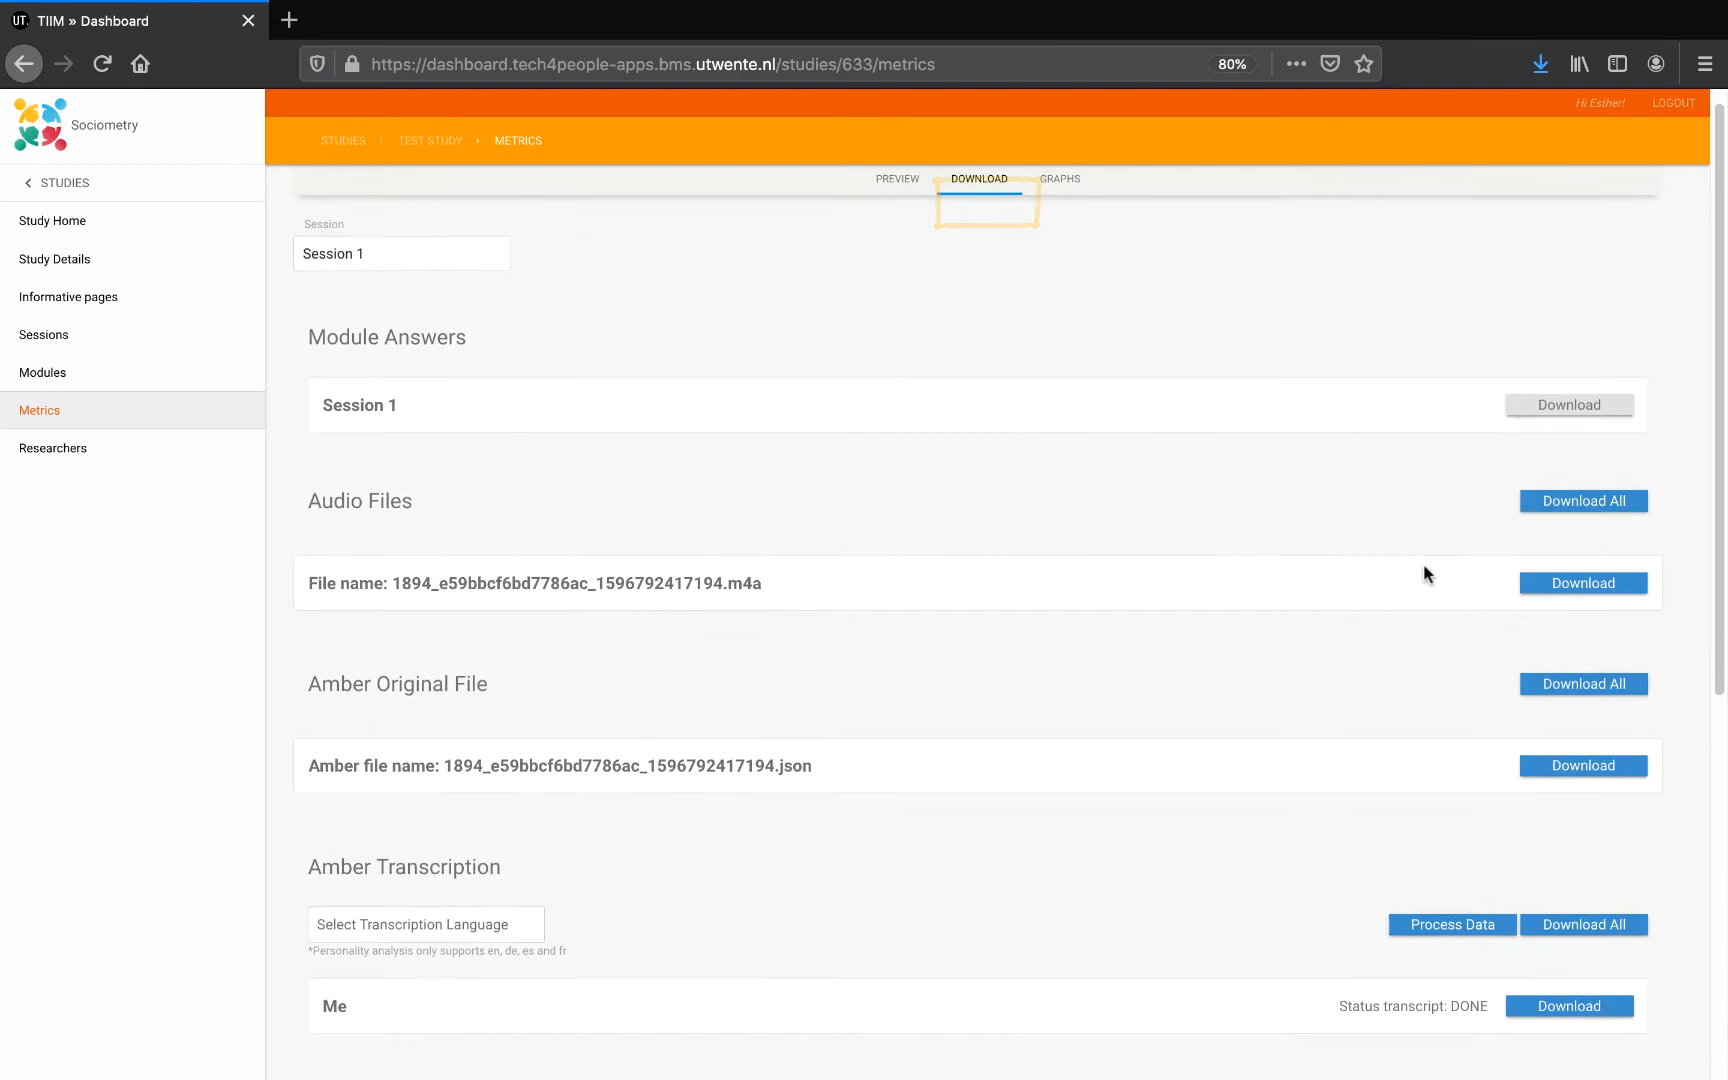 UT. TIIM » Dashboard
https://dashboard.tech4people-apps.bms.utwente.nl/studies/633/metrics
80%
Sociometry
Hi Esther!
LOGOUT
STUDIES › TEST STUDY › METRICS
STUDIES
Study Home
Study Details
Informative pages
Sessions
Modules
Metrics
Researchers
PREVIEW DOWNLOAD GRAPHS
Session
Session 1
Module Answers
Session 1
Download
Audio Files
Download All
File name: 1894_e59bbcf6bd7786ac_1596792417194.m4a
Download
Amber Original File
Download All
Amber file name: 1894_e59bbcf6bd7786ac_1596792417194.json
Download
Amber Transcription
Select Transcription Language
Process Data
Download All
*Personality analysis only supports en, de, es and fr
Me
Status transcript: DONE
Download